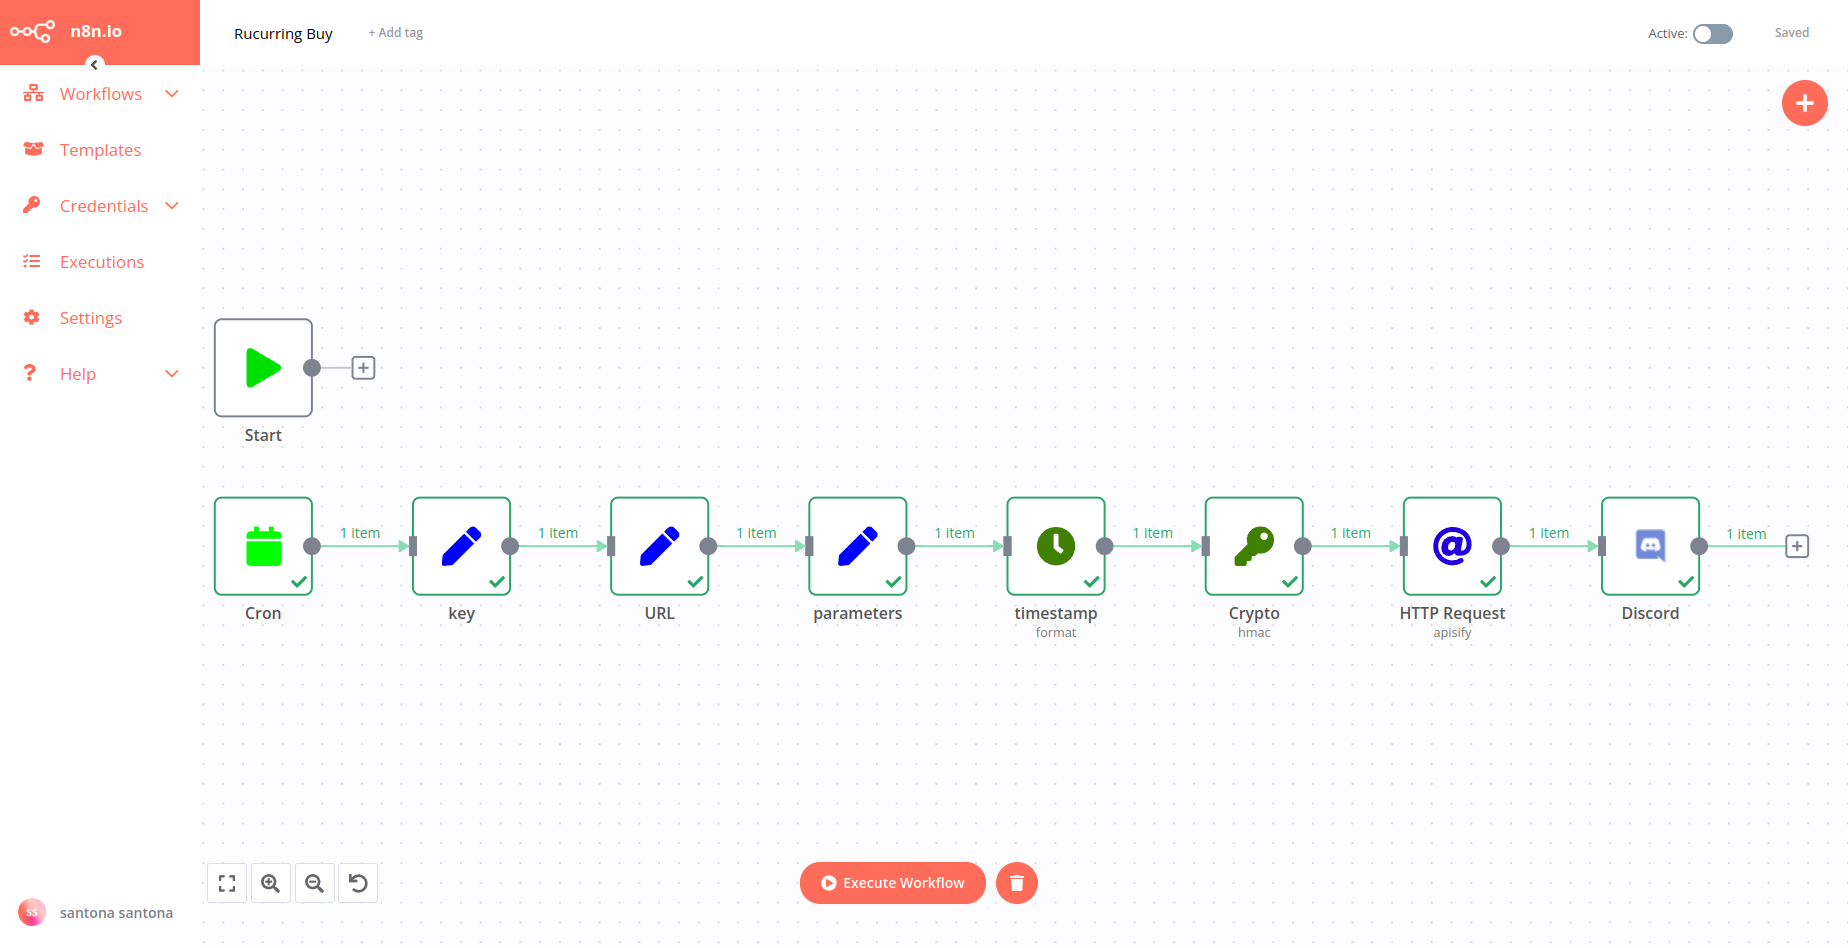 n8n.io
Rucurring Buy
+ Add tag
Active:
Saved
Workflows
Templates
Credentials
Executions
Settings
Help
Start
1 item
1 item
1 item
1 item
1 item
1 item
1 item
1 item
Cron
key
URL
parameters
timestamp
format
Crypto
hmac
HTTP Request
apisify
Discord
Execute Workflow
SS
santona santona